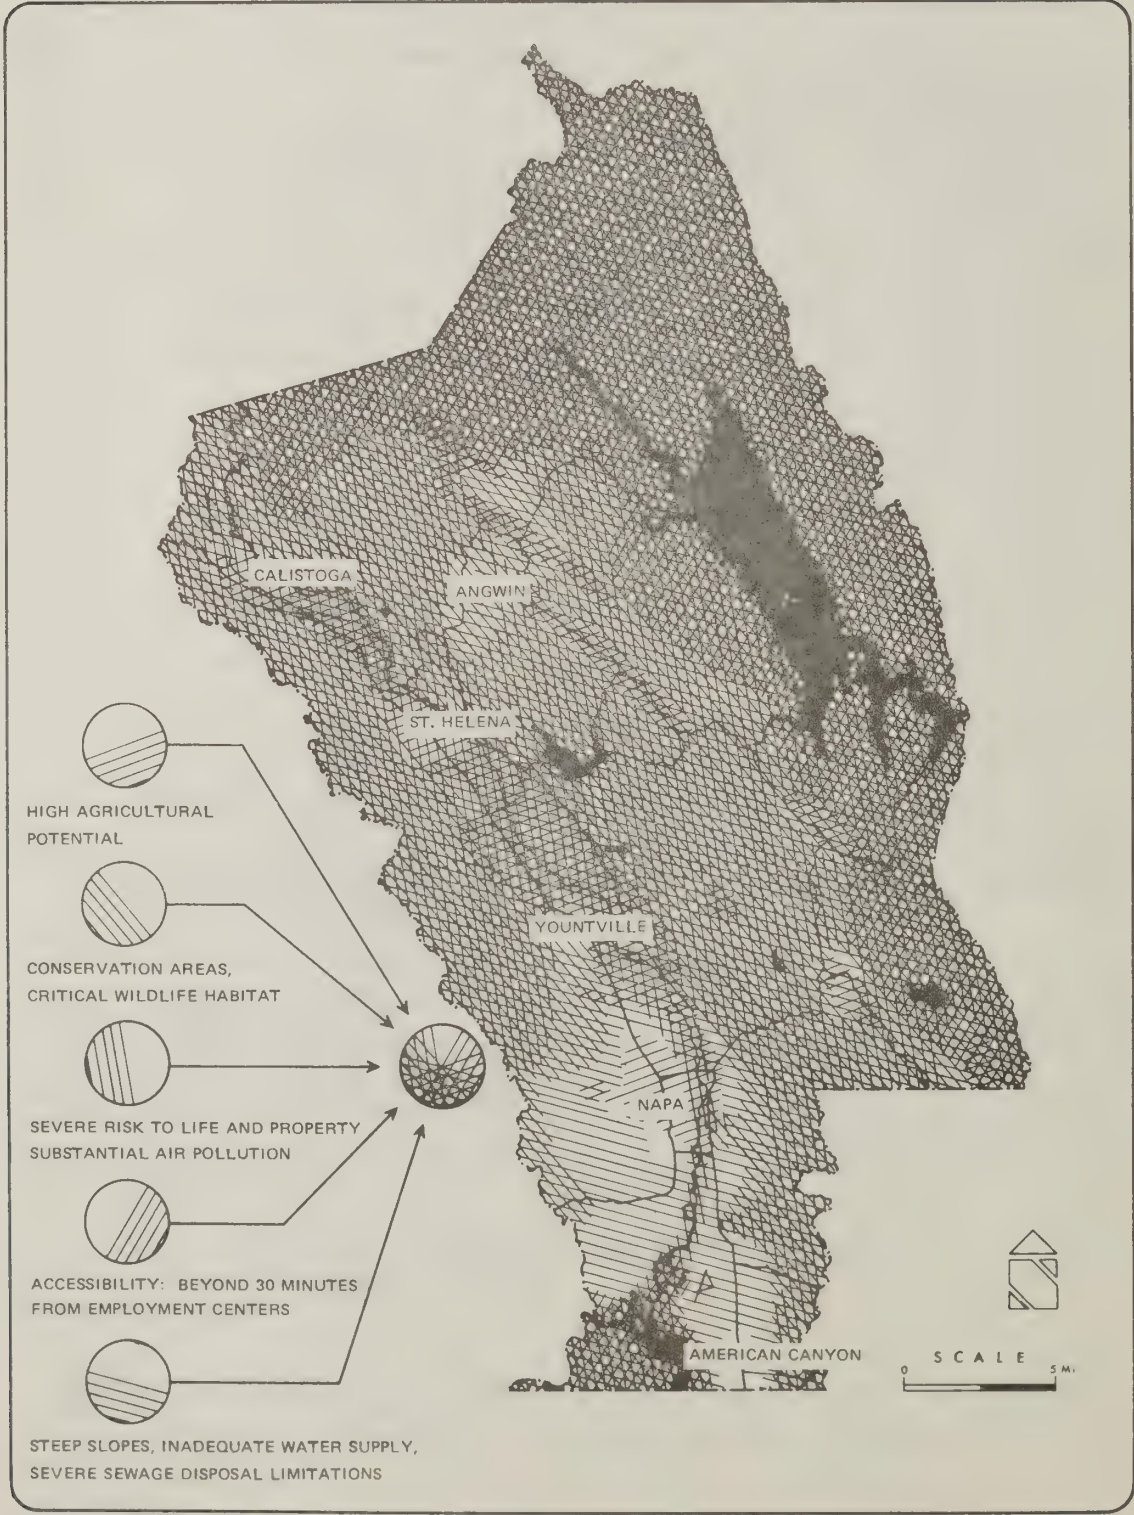 CALISTOGA
ANGWIN
ST. HELENA
HIGH AGRICULTURAL
POTENTIAL
YOUNTVILLE
CONSERVATION AREAS,
CRITICAL WILDLIFE HABITAT
NAPA
SEVERE RISK TO LIFE AND PROPERTY
SUBSTANTIAL AIR POLLUTION
ACCESSIBILITY: BEYOND 30 MINUTES
FROM EMPLOYMENT CENTERS
AMERICAN CANYON
SCALE
0 5 Mi.
STEEP SLOPES, INADEQUATE WATER SUPPLY,
SEVERE SEWAGE DISPOSAL LIMITATIONS